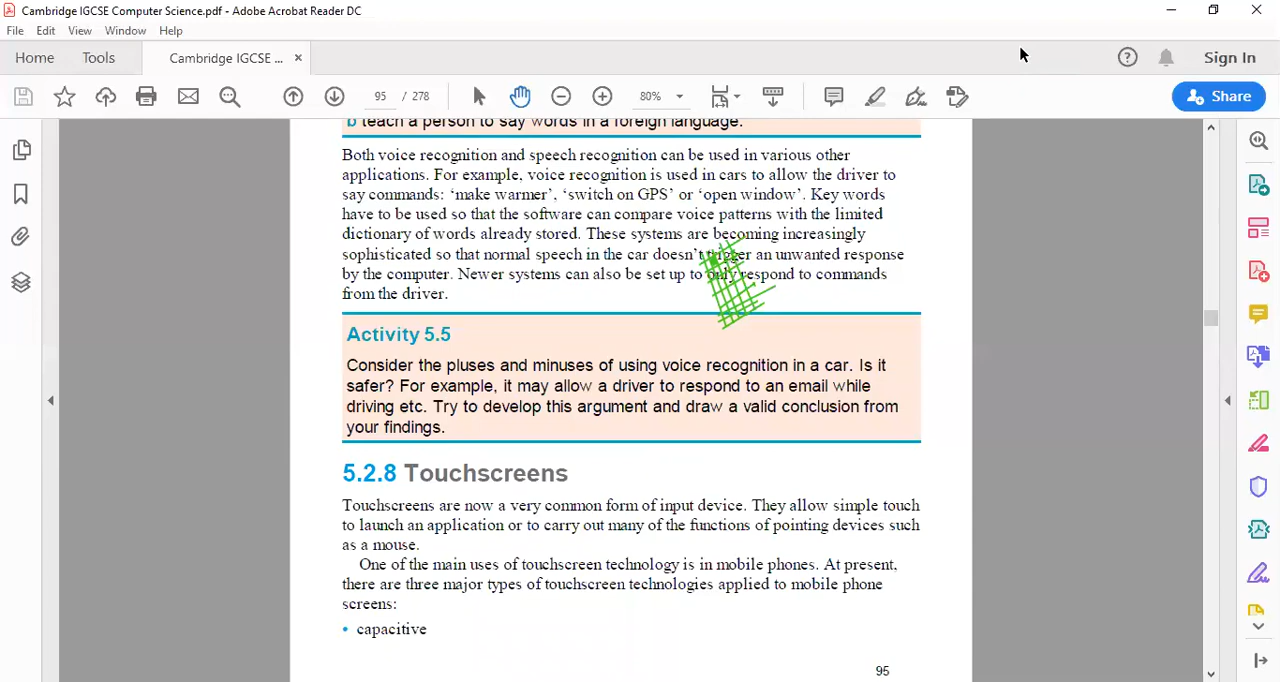 Cambridge IGCSE Computer Science.pdf - Adobe Acrobat Reader DC
File Edit View Window Help
Home Tools Cambridge IGCSE ... × Sign In
95 / 278 80% Share
b teach a person to say words in a foreign language.
Both voice recognition and speech recognition can be used in various other
applications. For example, voice recognition is used in cars to allow the driver to
say commands: ‘make warmer’, ‘switch on GPS’ or ‘open window’. Key words
have to be used so that the software can compare voice patterns with the limited
dictionary of words already stored. These systems are becoming increasingly
sophisticated so that normal speech in the car doesn’t trigger an unwanted response
by the computer. Newer systems can also be set up to only respond to commands
from the driver.
Activity 5.5
Consider the pluses and minuses of using voice recognition in a car. Is it
safer? For example, it may allow a driver to respond to an email while
driving etc. Try to develop this argument and draw a valid conclusion from
your findings.
5.2.8 Touchscreens
Touchscreens are now a very common form of input device. They allow simple touch
to launch an application or to carry out many of the functions of pointing devices such
as a mouse.
One of the main uses of touchscreen technology is in mobile phones. At present,
there are three major types of touchscreen technologies applied to mobile phone
screens:
• capacitive
95